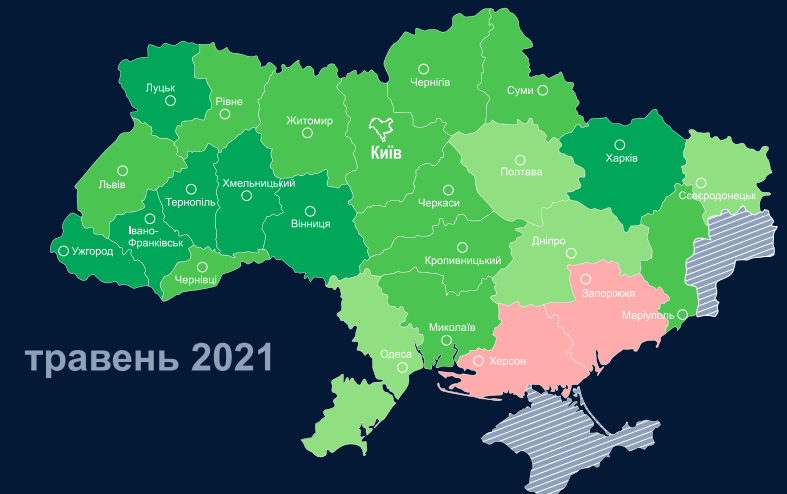 Чернігів
Луцьк
Суми
Рівне
Житомир
Київ
Харків
Полтава
Львів
Хмельницький
Тернопіль
Черкаси
Сєвєродонецьк
Вінниця
Івано-
Франківськ
Ужгород
Дніпро
Кропивницький
Чернівці
Запоріжжя
Маріуполь
Миколаїв
Одеса
Херсон
травень 2021